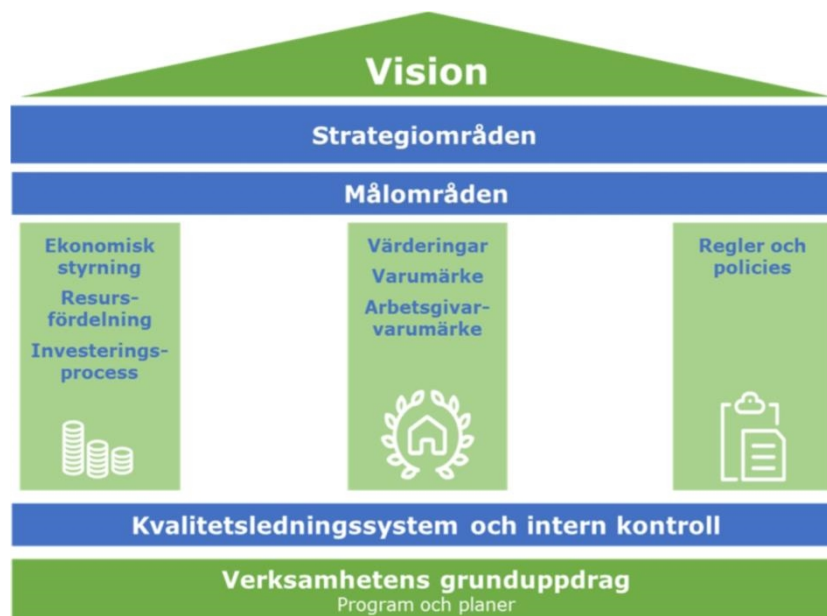 Vision
Strategiområden
Målområden
Ekonomisk
styrning
Resurs-
fördelning
Investerings-
process
Värderingar
Varumärke
Arbetsgivar-
varumärke
Regler och
policies
Kvalitetsledningssystem och intern kontroll
Verksamhetens grunduppdrag
Program och planer